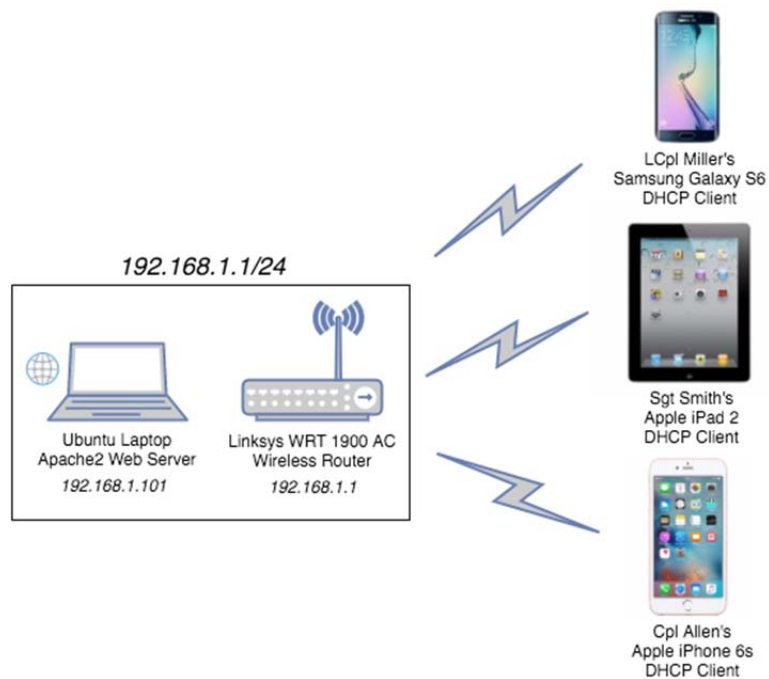 LCpl Miller's
Samsung Galaxy S6
DHCP Client
192.168.1.1/24
Ubuntu Laptop
Apache2 Web Server
192.168.1.101
Linksys WRT 1900 AC
Wireless Router
192.168.1.1
Sgt Smith's
Apple iPad 2
DHCP Client
Cpl Allen's
Apple iPhone 6s
DHCP Client